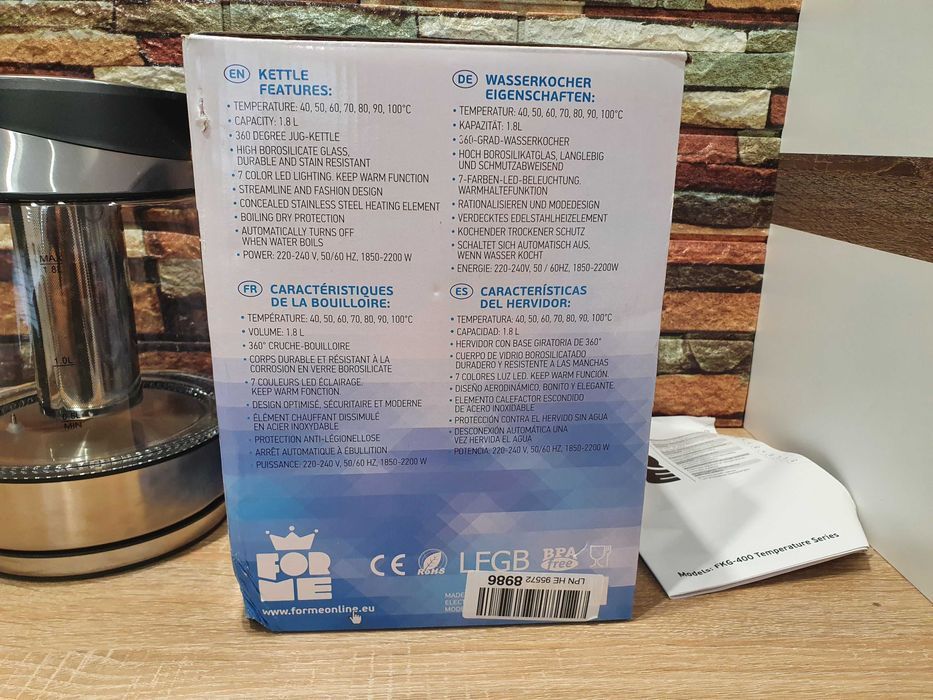 EN KETTLE
FEATURES:
• TEMPERATURE: 40, 50, 60, 70, 80, 90, 100°C
• CAPACITY: 1.8 L
• 360 DEGREE JUG-KETTLE
• HIGH BOROSILICATE GLASS,
DURABLE AND STAIN RESISTANT
• 7 COLOR LED LIGHTING. KEEP WARM FUNCTION
• STREAMLINE AND FASHION DESIGN
• CONCEALED STAINLESS STEEL HEATING ELEMENT
• BOILING DRY PROTECTION
• AUTOMATICALLY TURNS OFF
WHEN WATER BOILS
• POWER: 220-240 V, 50/60 HZ, 1850-2200W
DE WASSERKOCHER
EIGENSCHAFTEN:
• TEMPERATUR: 40, 50, 60, 70, 80, 90, 100°C
• KAPAZITÄT: 1.8L
• 360-GRAD-WASSERKOCHER
• HOCH BOROSILIKATGLAS, LANGLEBIG
UND SCHMUTZABWEISEND
• 7-FARBEN-LED-BELEUCHTUNG.
WARMHALTEFUNKTION
• RATIONALISIEREN UND MODEDESIGN
• VERDECKTES EDELSTAHLHEIZELEMENT
• KOCHENDER TROCKENER SCHUTZ
• SCHALTET SICH AUTOMATISCH AUS,
WENN WASSER KOCHT
• ENERGIE: 220-240V, 50 / 60HZ, 1850-2200W
FR CARACTÉRISTIQUES
DE LA BOUILLOIRE:
• TEMPÉRATURE: 40, 50, 60, 70, 80, 90, 100°C
• VOLUME: 1.8 L
• 360° CRUCHE-BOUILLOIRE
• CORPS DURABLE ET RÉSISTANT À LA
CORROSION EN VERRE BOROSILICATE
• 7 COULEURS LED ÉCLAIRAGE.
KEEP WARM FONCTION.
• DESIGN OPTIMISÉ, SÉCURITAIRE ET MODERNE
• ÉLÉMENT CHAUFFANT DISSIMULÉ
EN ACIER INOXYDABLE
• PROTECTION ANTI-LÉGIONELLOSE
• ARRÊT AUTOMATIQUE À ÉBULLITION
• PUISSANCE: 220-240 V, 50/60 HZ, 1850-2200 W
ES CARACTERÍSTICAS
DEL HERVIDOR:
• TEMPERATURA: 40, 50, 60, 70, 80, 90, 100°C
• CAPACIDAD: 1.8 L
• HERVIDOR CON BASE GIRATORIA DE 360°
• CUERPO DE VIDRIO BOROSILICATADO
DURADERO Y RESISTENTE A LAS MANCHAS
• 7 COLORES LUZ LED. KEEP WARM FUNCIÓN.
• DISEÑO AERODINÁMICO, BONITO Y ELEGANTE.
• ELEMENTO CALEFACTOR ESCONDIDO
DE ACERO INOXIDABLE
• PROTECCIÓN CONTRA EL HERVIDO SIN AGUA
• DESCONEXIÓN AUTOMÁTICA UNA
VEZ HERVIDA EL AGUA
POTENCIA: 220-240 V, 50/60 HZ, 1850-2200 W
FOR
ME
www.formeonline.eu
CE RoHS LFGB BPA
free
LPN HE 95572
8986
MADE
ELECT
MOD
MAX
1.8L
1.0L
MIN
Models: FKG-400 Temperature Series